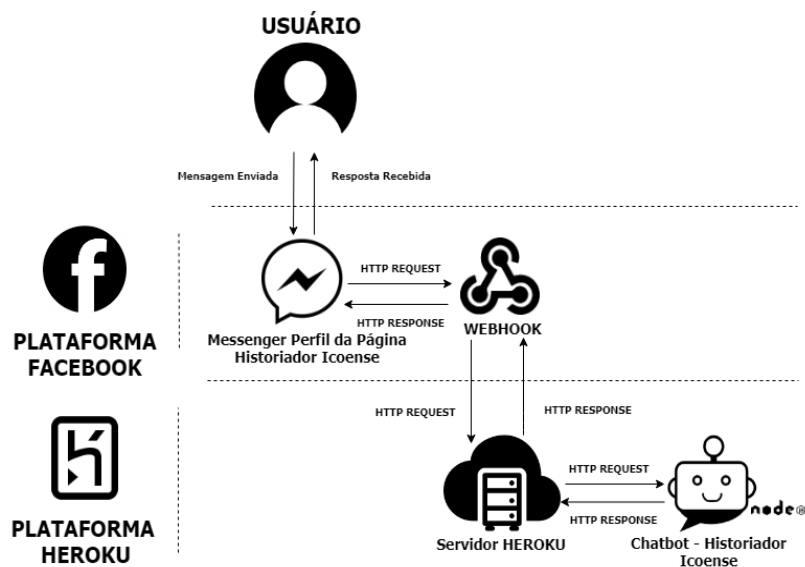 USUÁRIO
Mensagem Enviada
Resposta Recebida
f
HTTP REQUEST
HTTP RESPONSE
PLATAFORMA
FACEBOOK
Messenger Perfil da Página
Historiador Icoense
WEBHOOK
HTTP REQUEST
HTTP RESPONSE
HTTP REQUEST
HTTP RESPONSE
node
PLATAFORMA
HEROKU
Servidor HEROKU
Chatbot - Historiador
Icoense